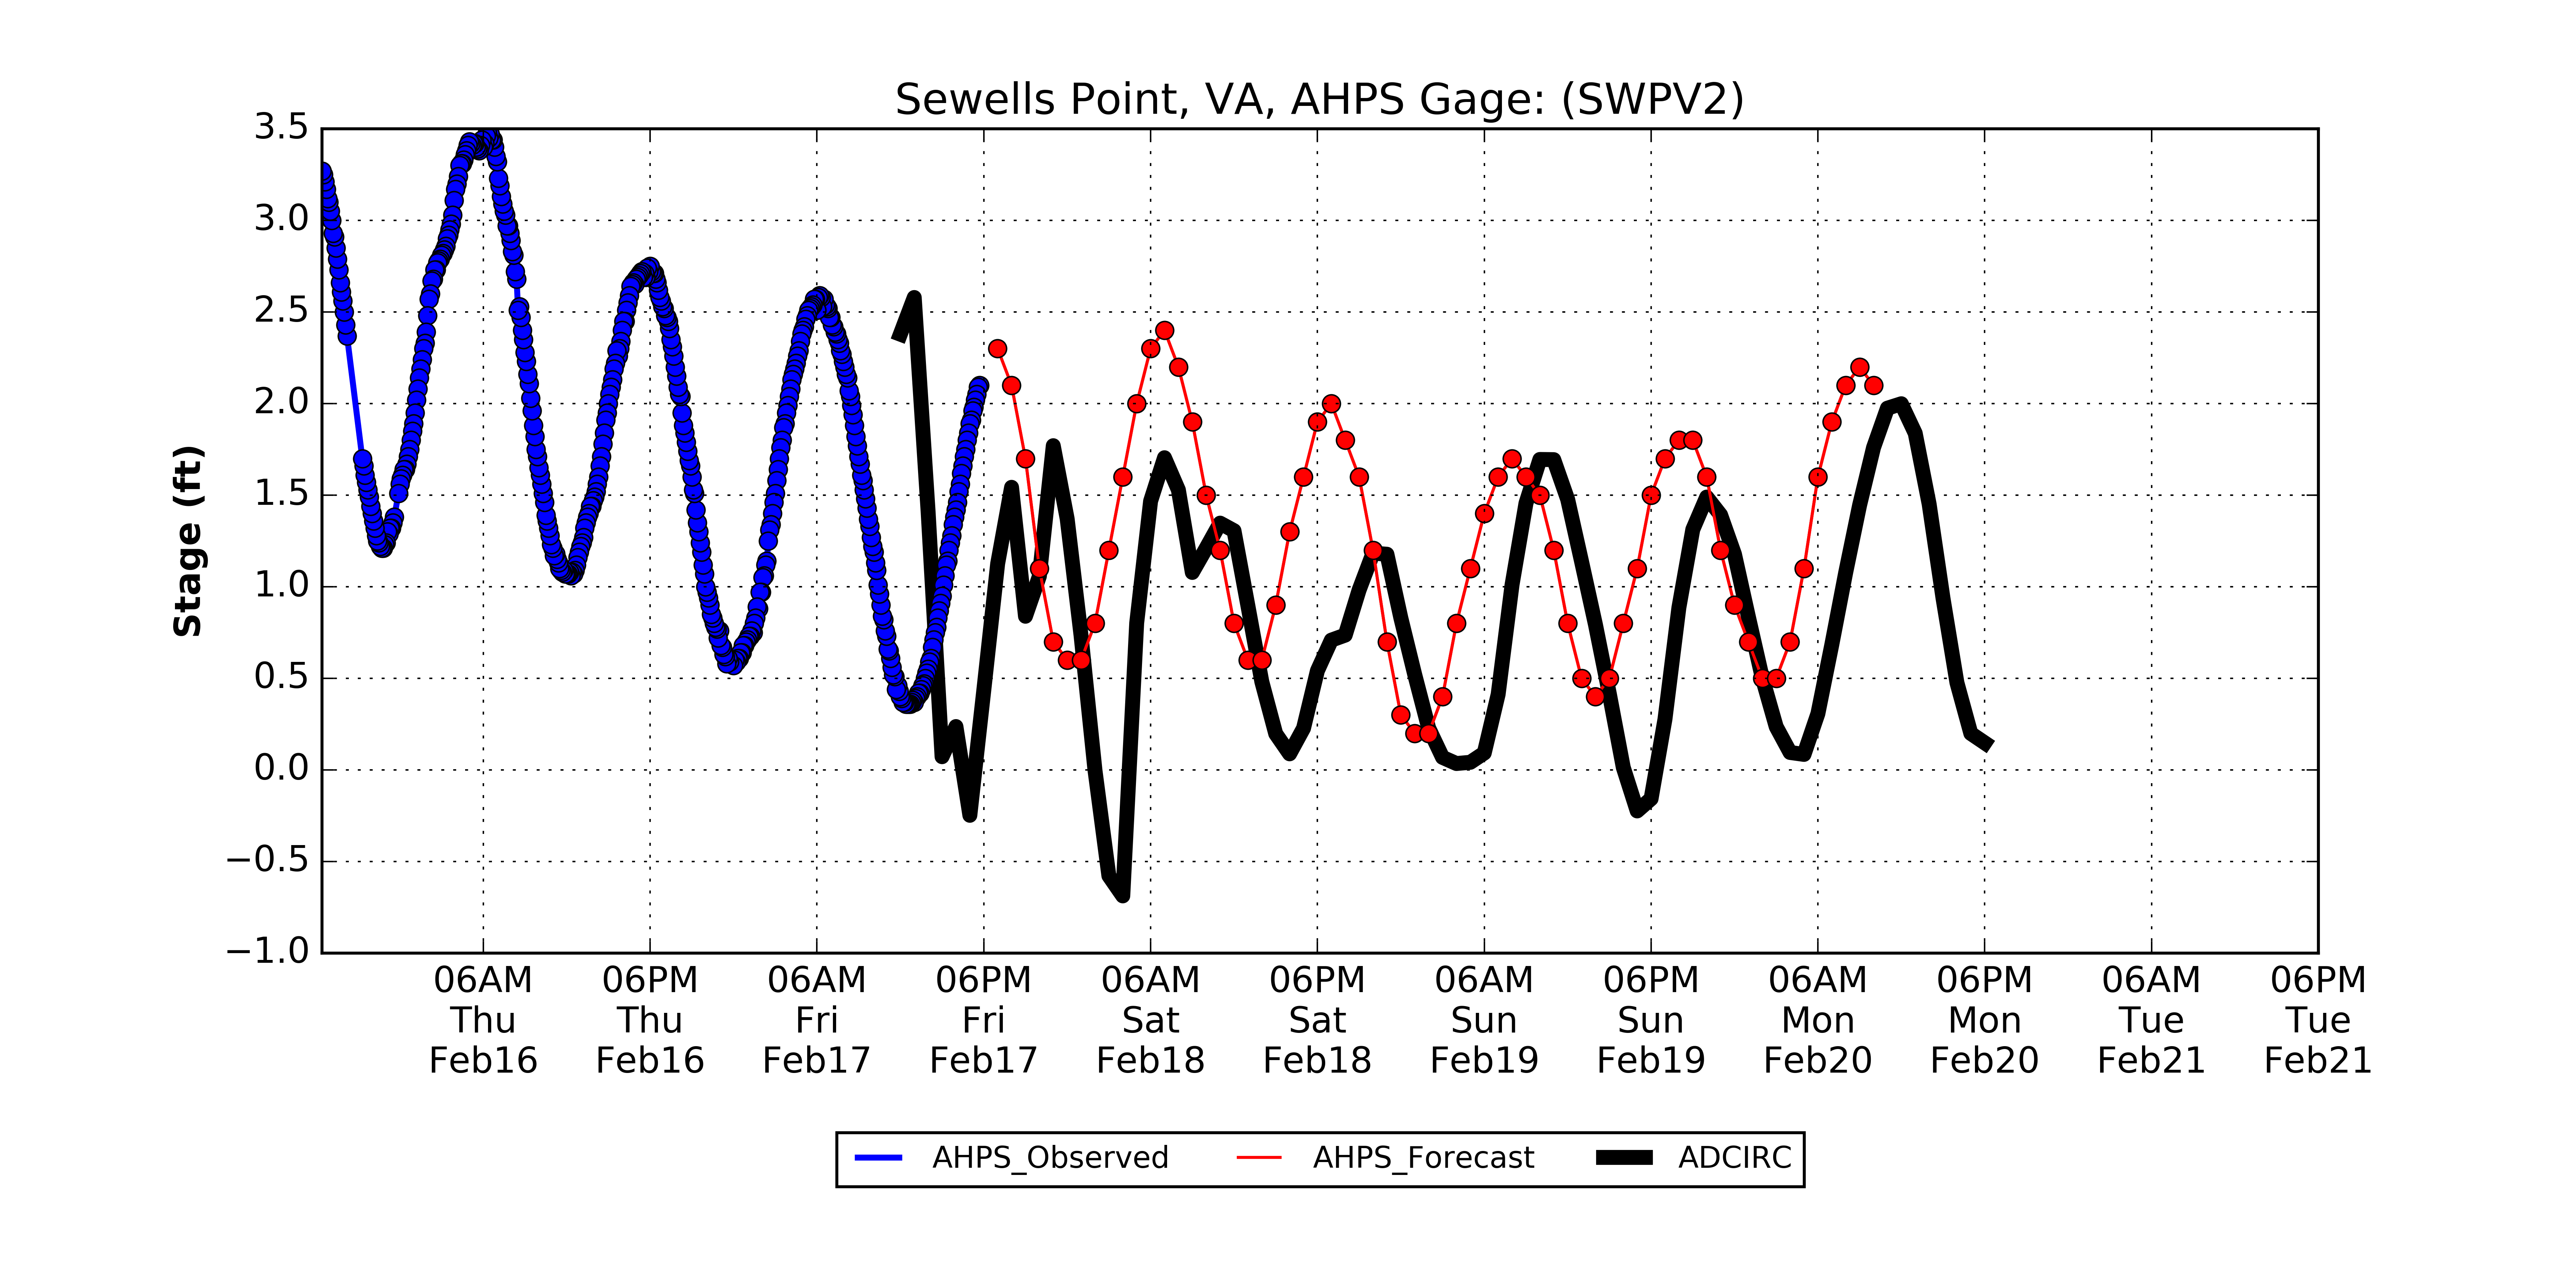 Sewells Point, VA, AHPS Gage: (SWPV2)
3.5
3.0
2.5
2.0
1.5
1.0
0.5
0.0
−0.5
−1.0
Stage (ft)
06AM 06PM 06AM 06PM 06AM 06PM 06AM 06PM 06AM 06PM 06AM 06PM
Thu Thu Fri Fri Sat Sat Sun Sun Mon Mon Tue Tue
Feb16 Feb16 Feb17 Feb17 Feb18 Feb18 Feb19 Feb19 Feb20 Feb20 Feb21 Feb21
AHPS_Observed AHPS_Forecast ADCIRC